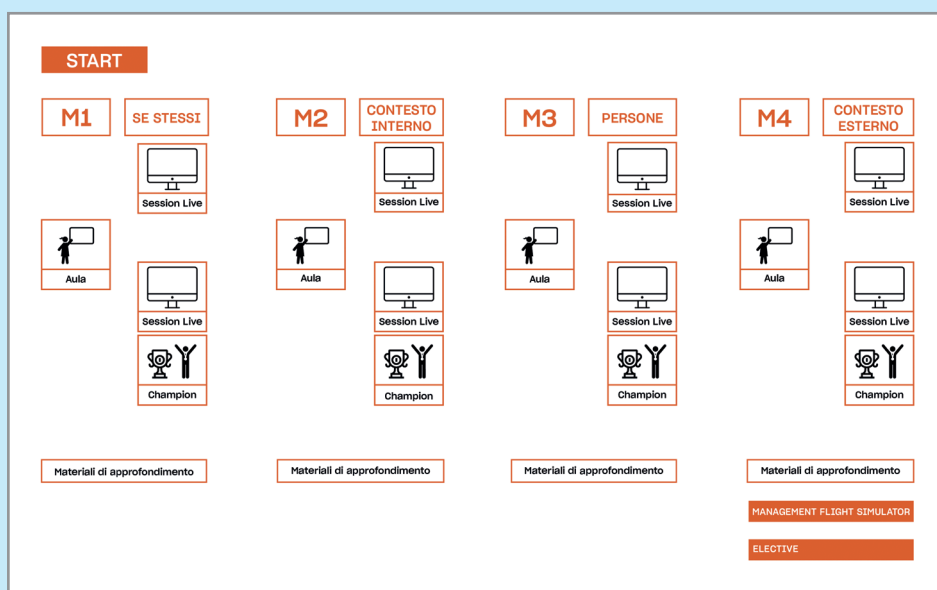 START
M1
SE STESSI
M2
CONTESTO
INTERNO
M3
PERSONE
M4
CONTESTO
ESTERNO
Session Live
Session Live
Session Live
Session Live
Aula
Aula
Aula
Aula
Session Live
Session Live
Session Live
Session Live
Champion
Champion
Champion
Champion
Materiali di approfondimento
Materiali di approfondimento
Materiali di approfondimento
Materiali di approfondimento
MANAGEMENT FLIGHT SIMULATOR
ELECTIVE